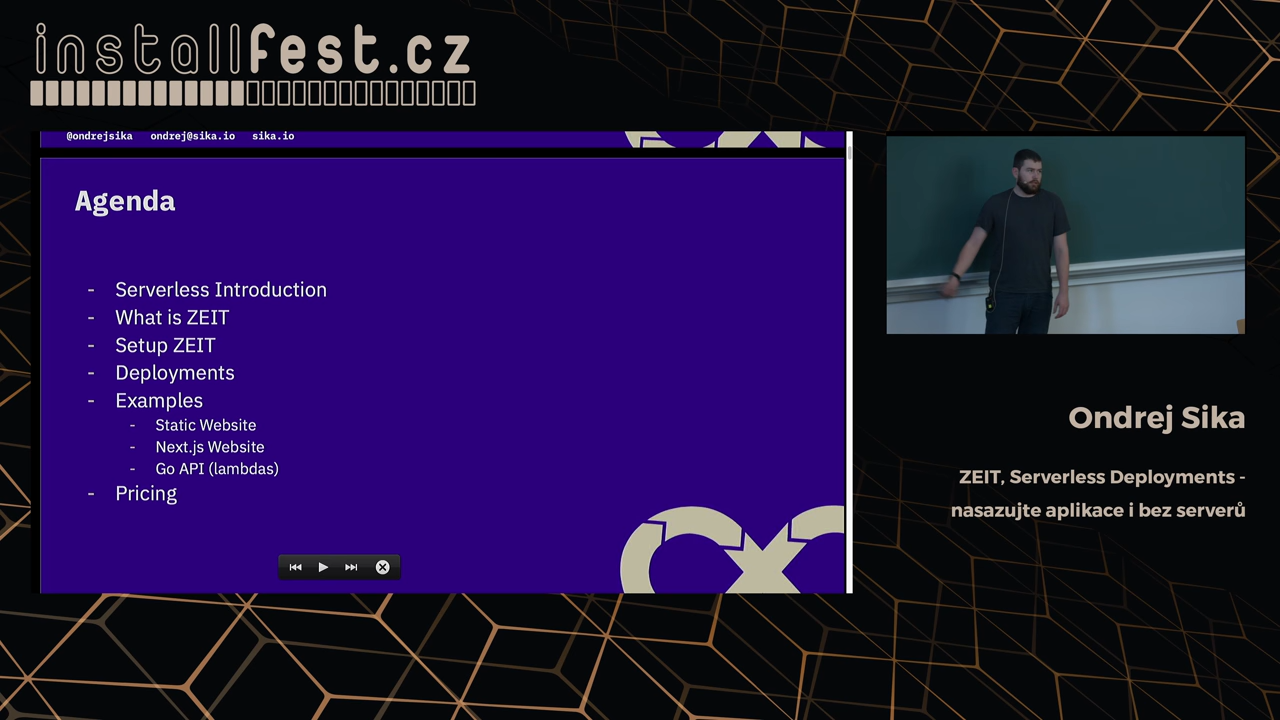 installfest.cz
@ondrejsika ondrej@sika.io sika.io
Agenda
- Serverless Introduction
- What is ZEIT
- Setup ZEIT
- Deployments
- Examples
- Static Website
- Next.js Website
- Go API (lambdas)
- Pricing
Ondrej Sika
ZEIT, Serverless Deployments -
nasazujte aplikace i bez serverů